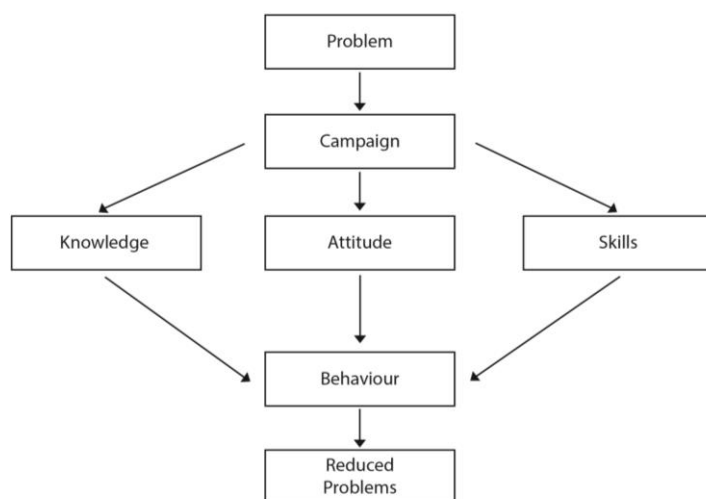 Problem
Campaign
Knowledge
Attitude
Skills
Behaviour
Reduced
Problems